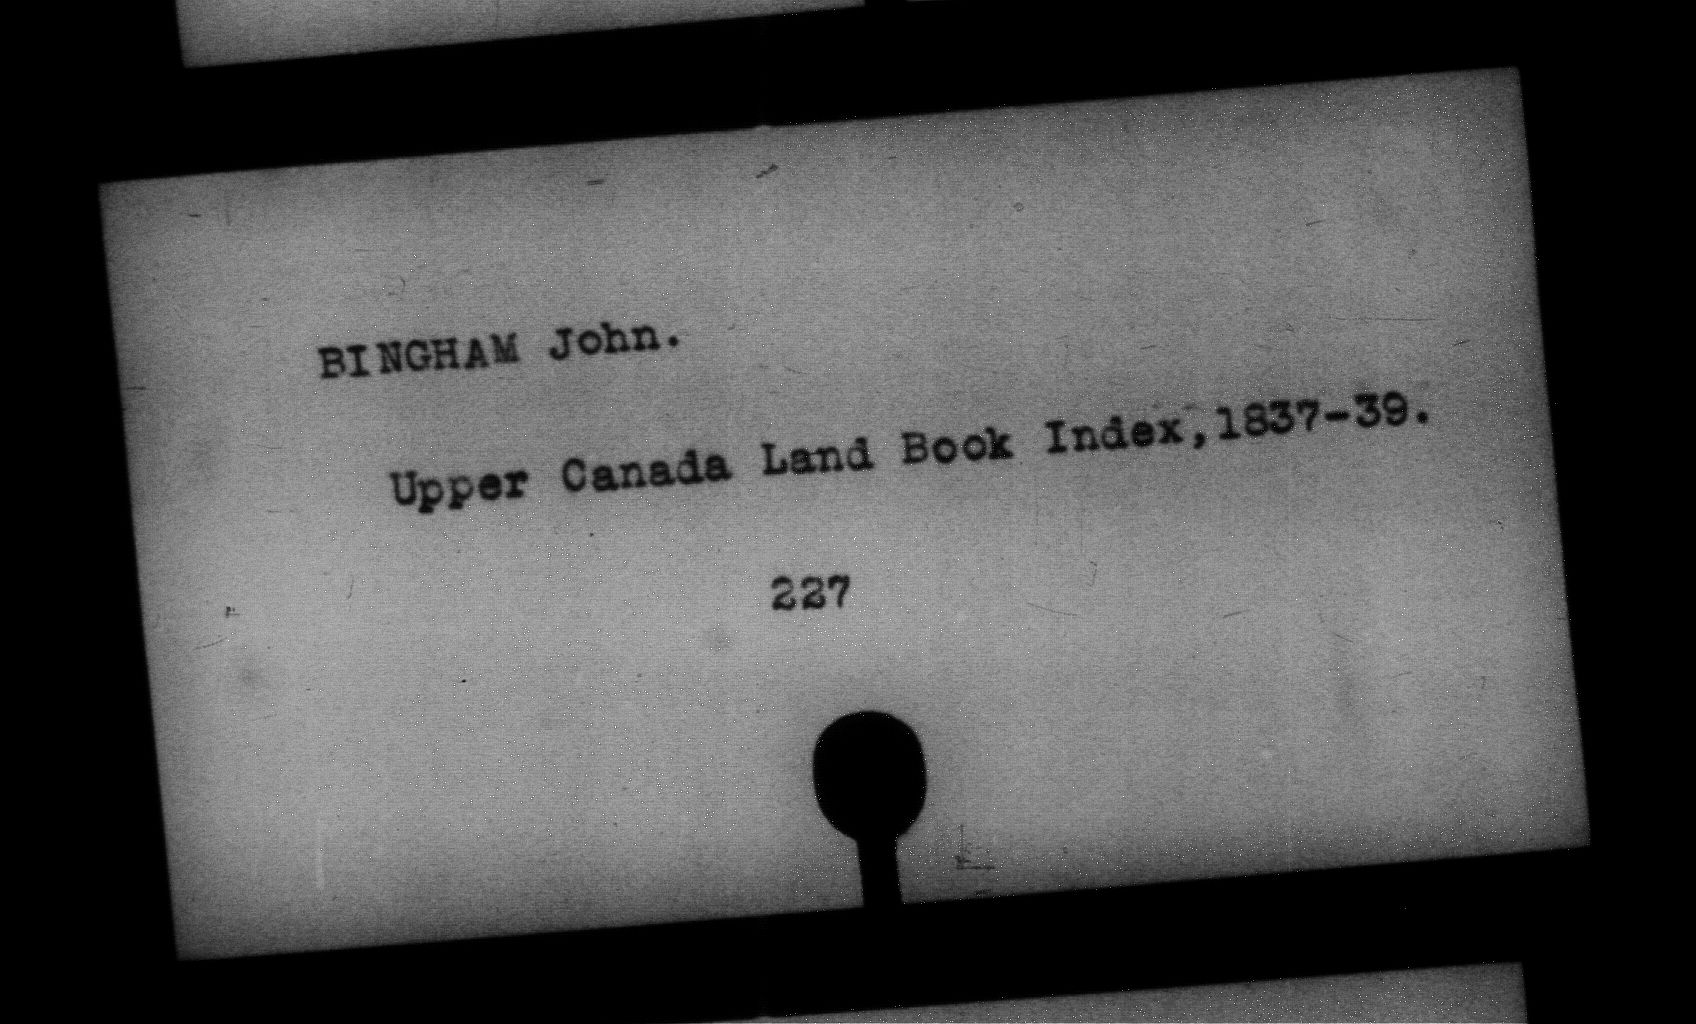 BINGHAM John.
Upper Canada Land Book Index,1837-39.
227